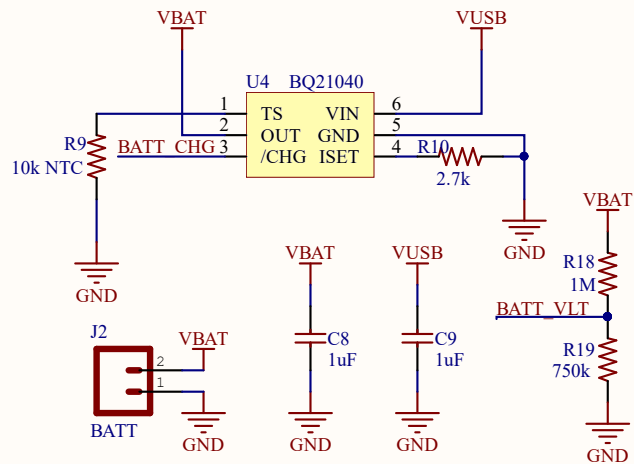 VBAT
VUSB
U4 BQ21040
1 TS VIN 6
2 OUT GND 5
3 /CHG ISET 4
R9
10k NTC
BATT_CHG
R10
2.7k
GND
GND
VBAT
R18
1M
BATT_VLT
R19
750k
GND
VBAT
C8
1uF
GND
VUSB
C9
1uF
GND
J2
VBAT
2
1
BATT
GND